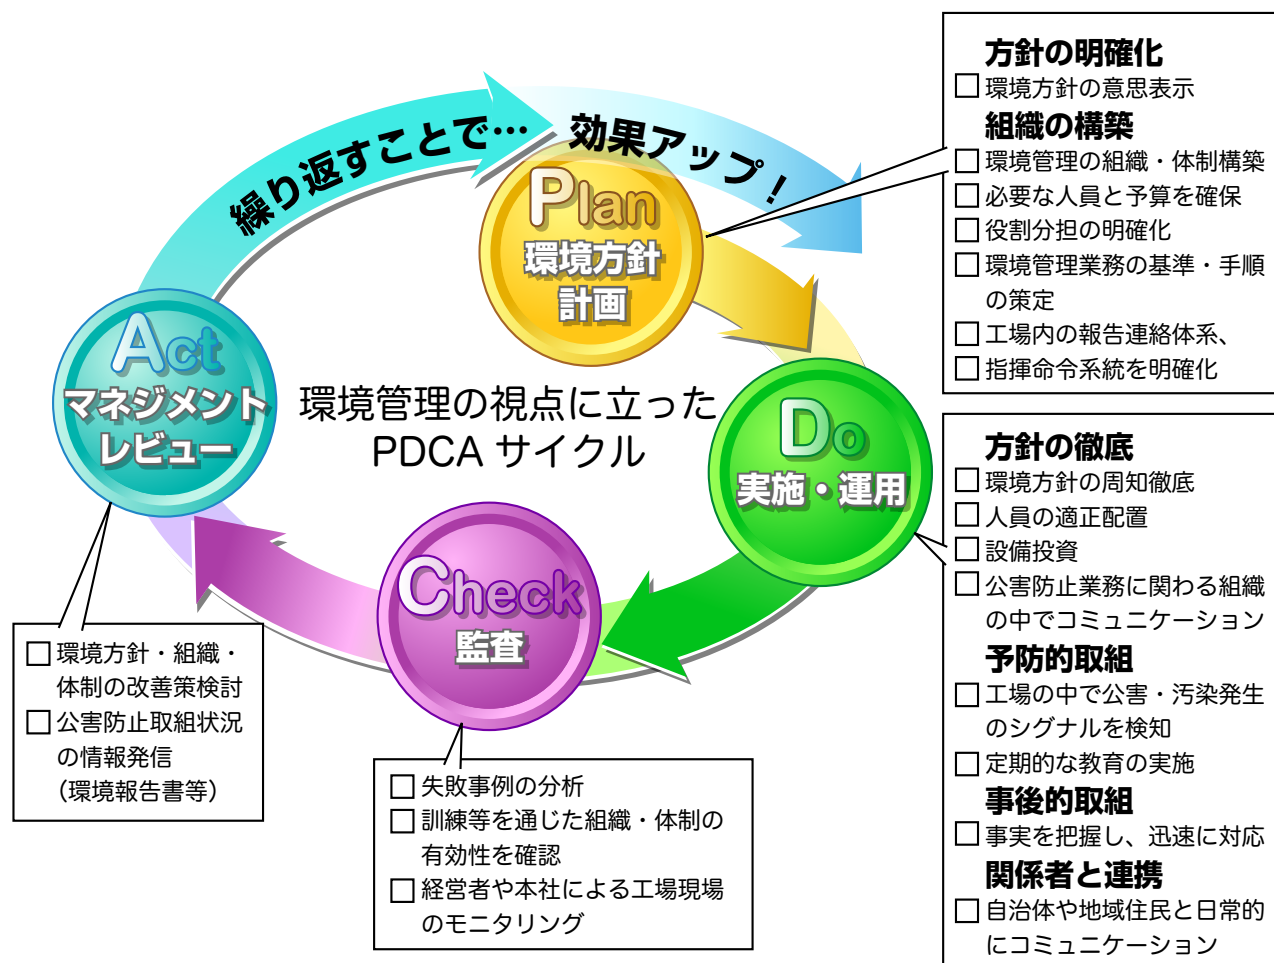 繰り返すことで…
効果アップ！
Plan
環境方針
計画
Do
実施・運用
Check
監査
Act
マネジメント
レビュー
環境管理の視点に立った
PDCA サイクル
方針の明確化
□環境方針の意思表示
組織の構築
□環境管理の組織・体制構築
□必要な人員と予算を確保
□役割分担の明確化
□環境管理業務の基準・手順
の策定
□工場内の報告連絡体系、
□指揮命令系統を明確化
方針の徹底
□環境方針の周知徹底
□人員の適正配置
□設備投資
□公害防止業務に関わる組織
の中でコミュニケーション
予防的取組
□工場の中で公害・汚染発生
のシグナルを検知
□定期的な教育の実施
事後的取組
□事実を把握し、迅速に対応
関係者と連携
□自治体や地域住民と日常的
にコミュニケーション
□失敗事例の分析
□訓練等を通じた組織・体制の
有効性を確認
□経営者や本社による工場現場
のモニタリング
□環境方針・組織・
体制の改善策検討
□公害防止取組状況
の情報発信
（環境報告書等）